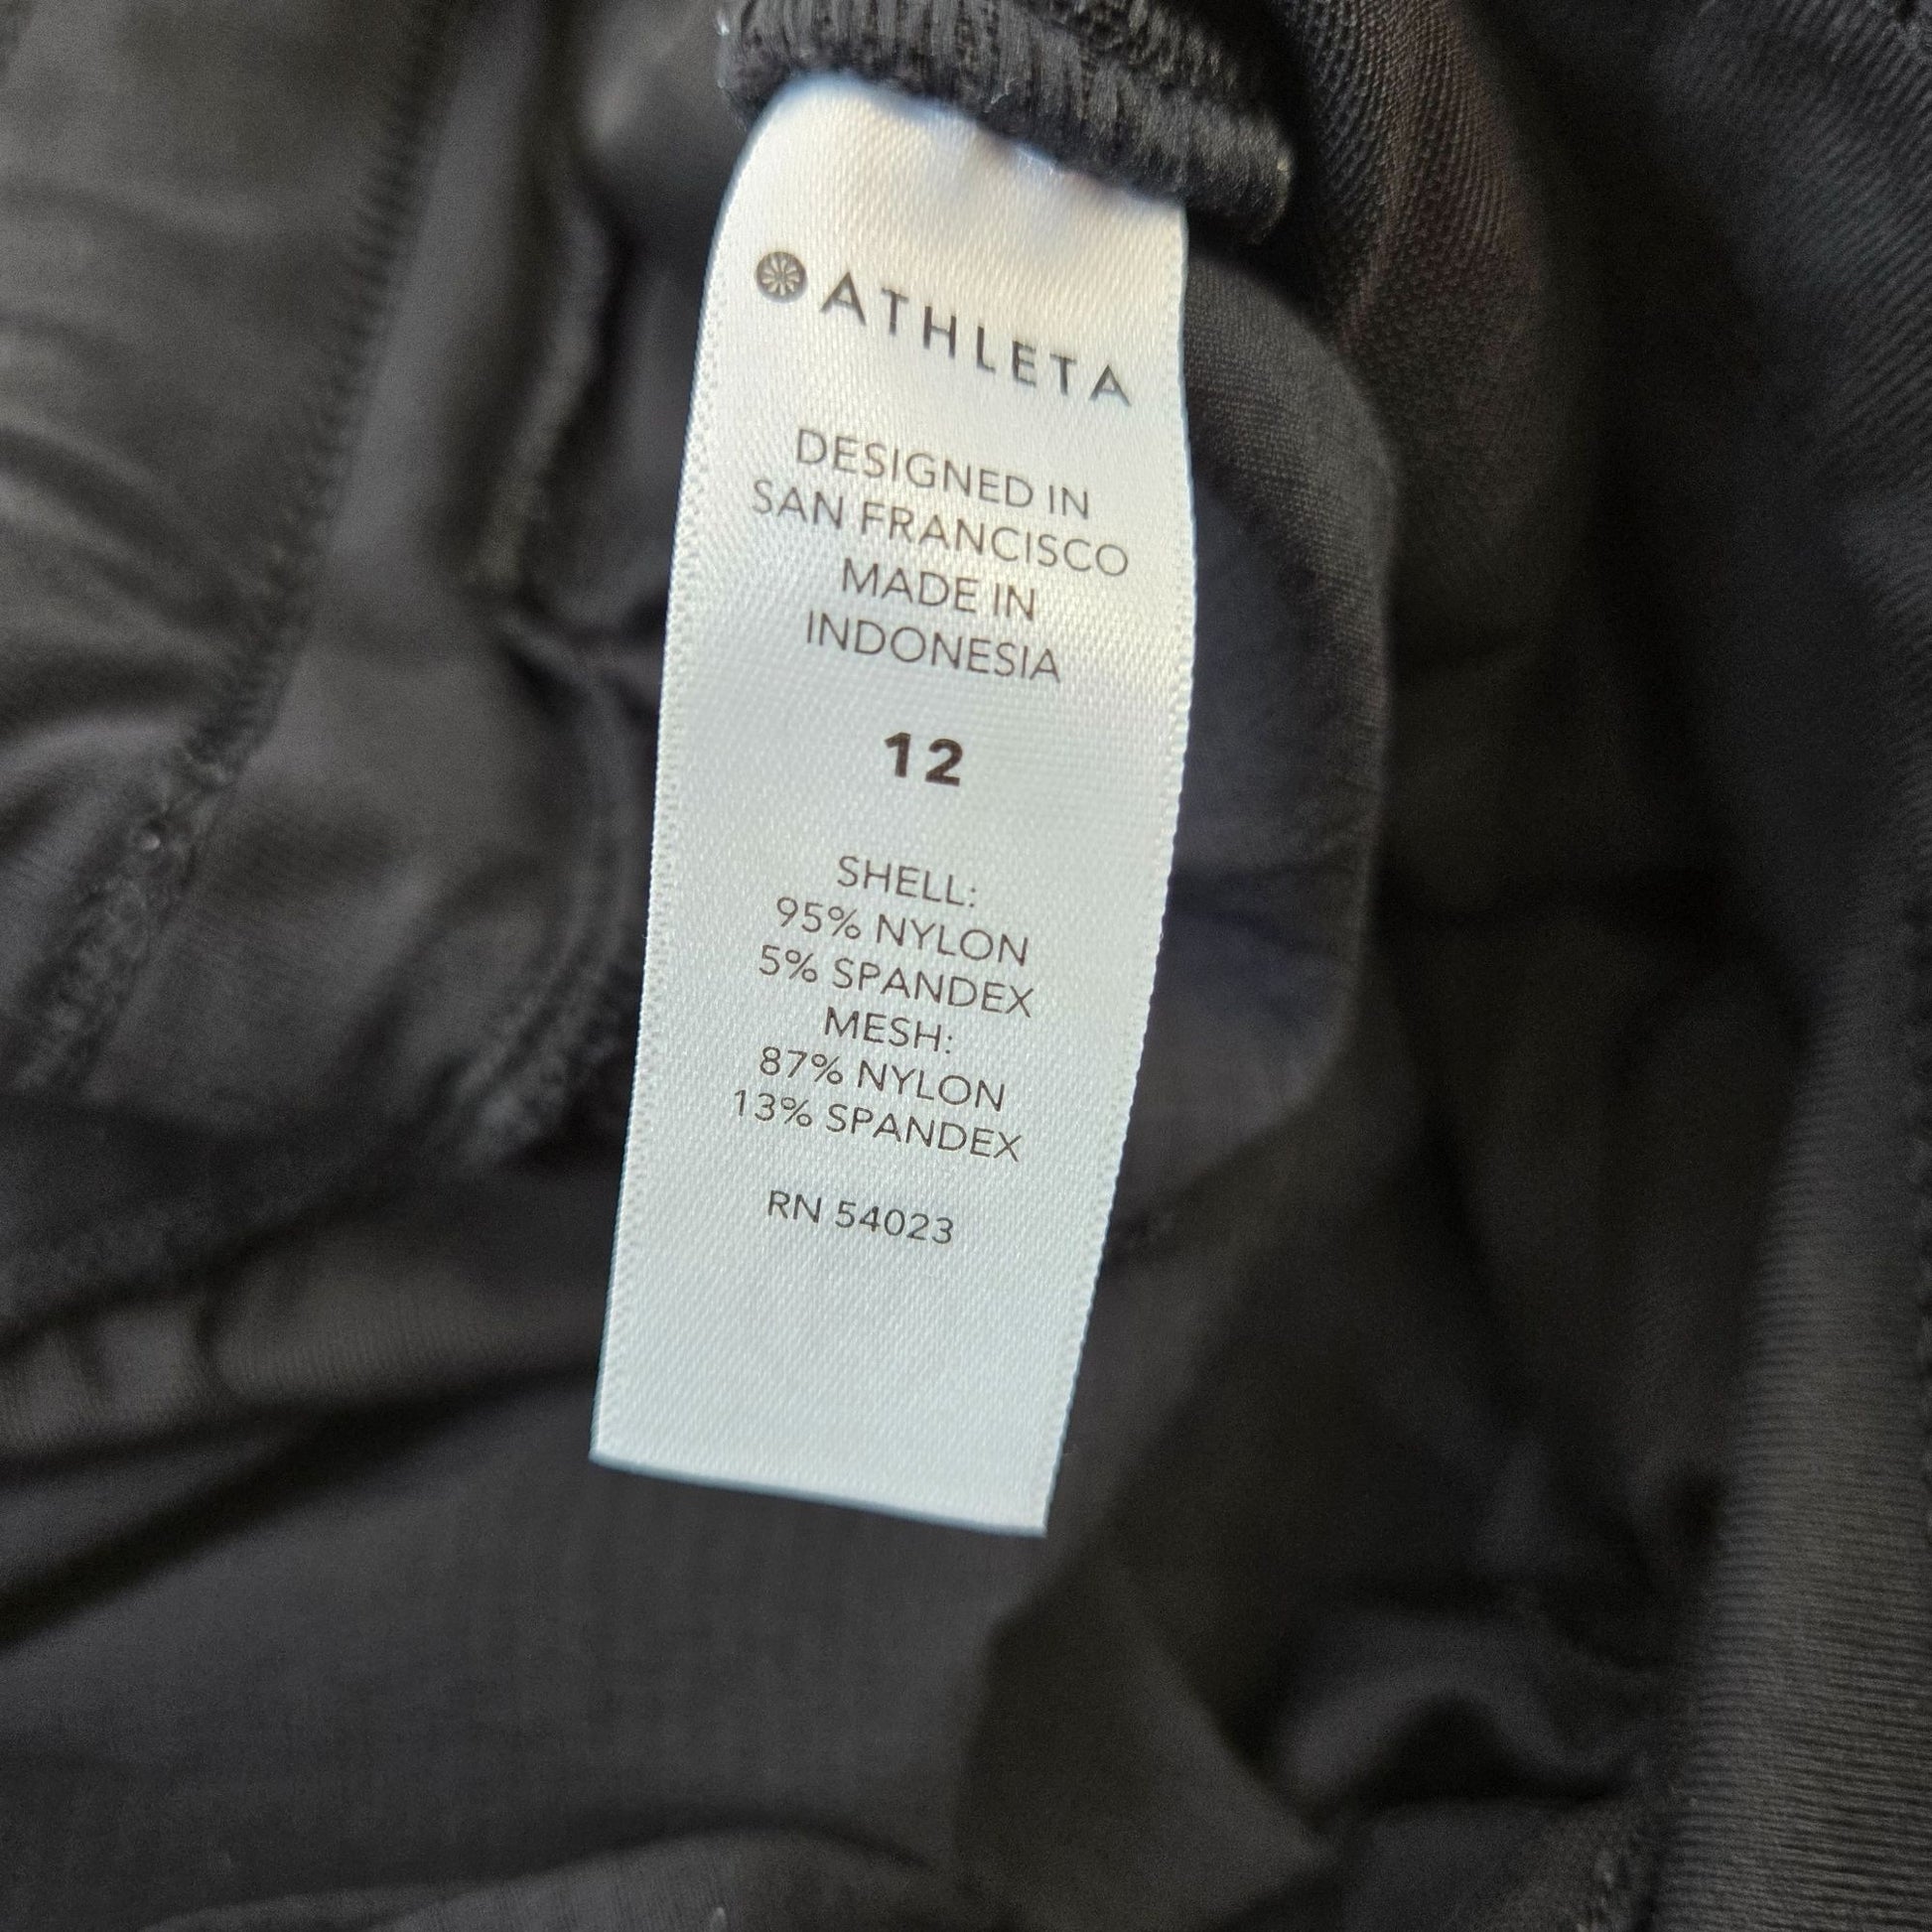 ATHLETA
DESIGNED IN
SAN FRANCISCO
MADE IN
INDONESIA
12
SHELL:
95% NYLON
5% SPANDEX
MESH:
87% NYLON
13% SPANDEX
RN 54023